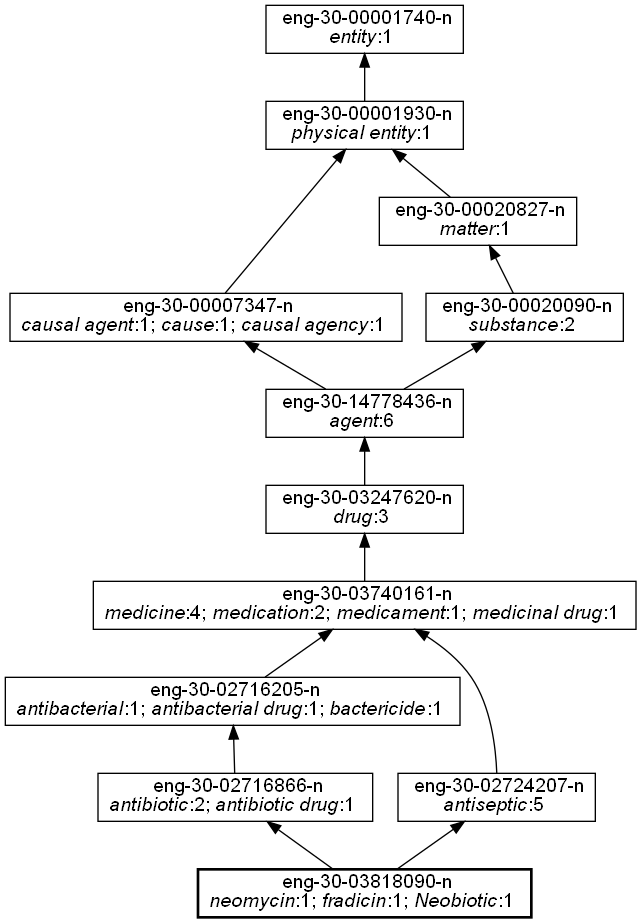 eng-30-00001740-n
entity:1
eng-30-00001930-n
physical entity:1
eng-30-00020827-n
matter:1
eng-30-00007347-n
causal agent:1; cause:1; causal agency:1
eng-30-00020090-n
substance:2
eng-30-14778436-n
agent:6
eng-30-03247620-n
drug:3
eng-30-03740161-n
medicine:4; medication:2; medicament:1; medicinal drug:1
eng-30-02716205-n
antibacterial:1; antibacterial drug:1; bactericide:1
eng-30-02716866-n
antibiotic:2; antibiotic drug:1
eng-30-02724207-n
antiseptic:5
eng-30-03818090-n
neomycin:1; fradicin:1; Neobiotic:1